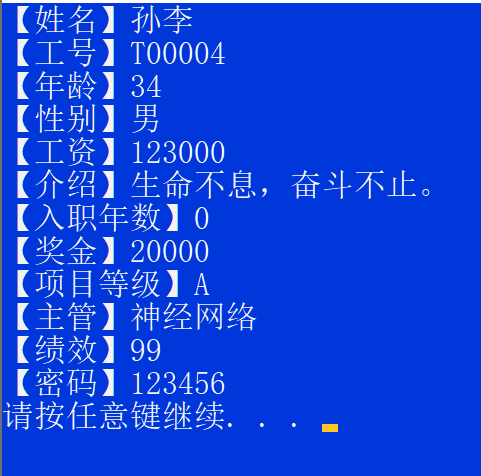 【姓名】孙李
【工号】T00004
【年龄】34
【性别】男
【工资】123000
【介绍】生命不息，奋斗不止。
【入职年数】0
【奖金】20000
【项目等级】A
【主管】神经网络
【绩效】99
【密码】123456
请按任意键继续. . .